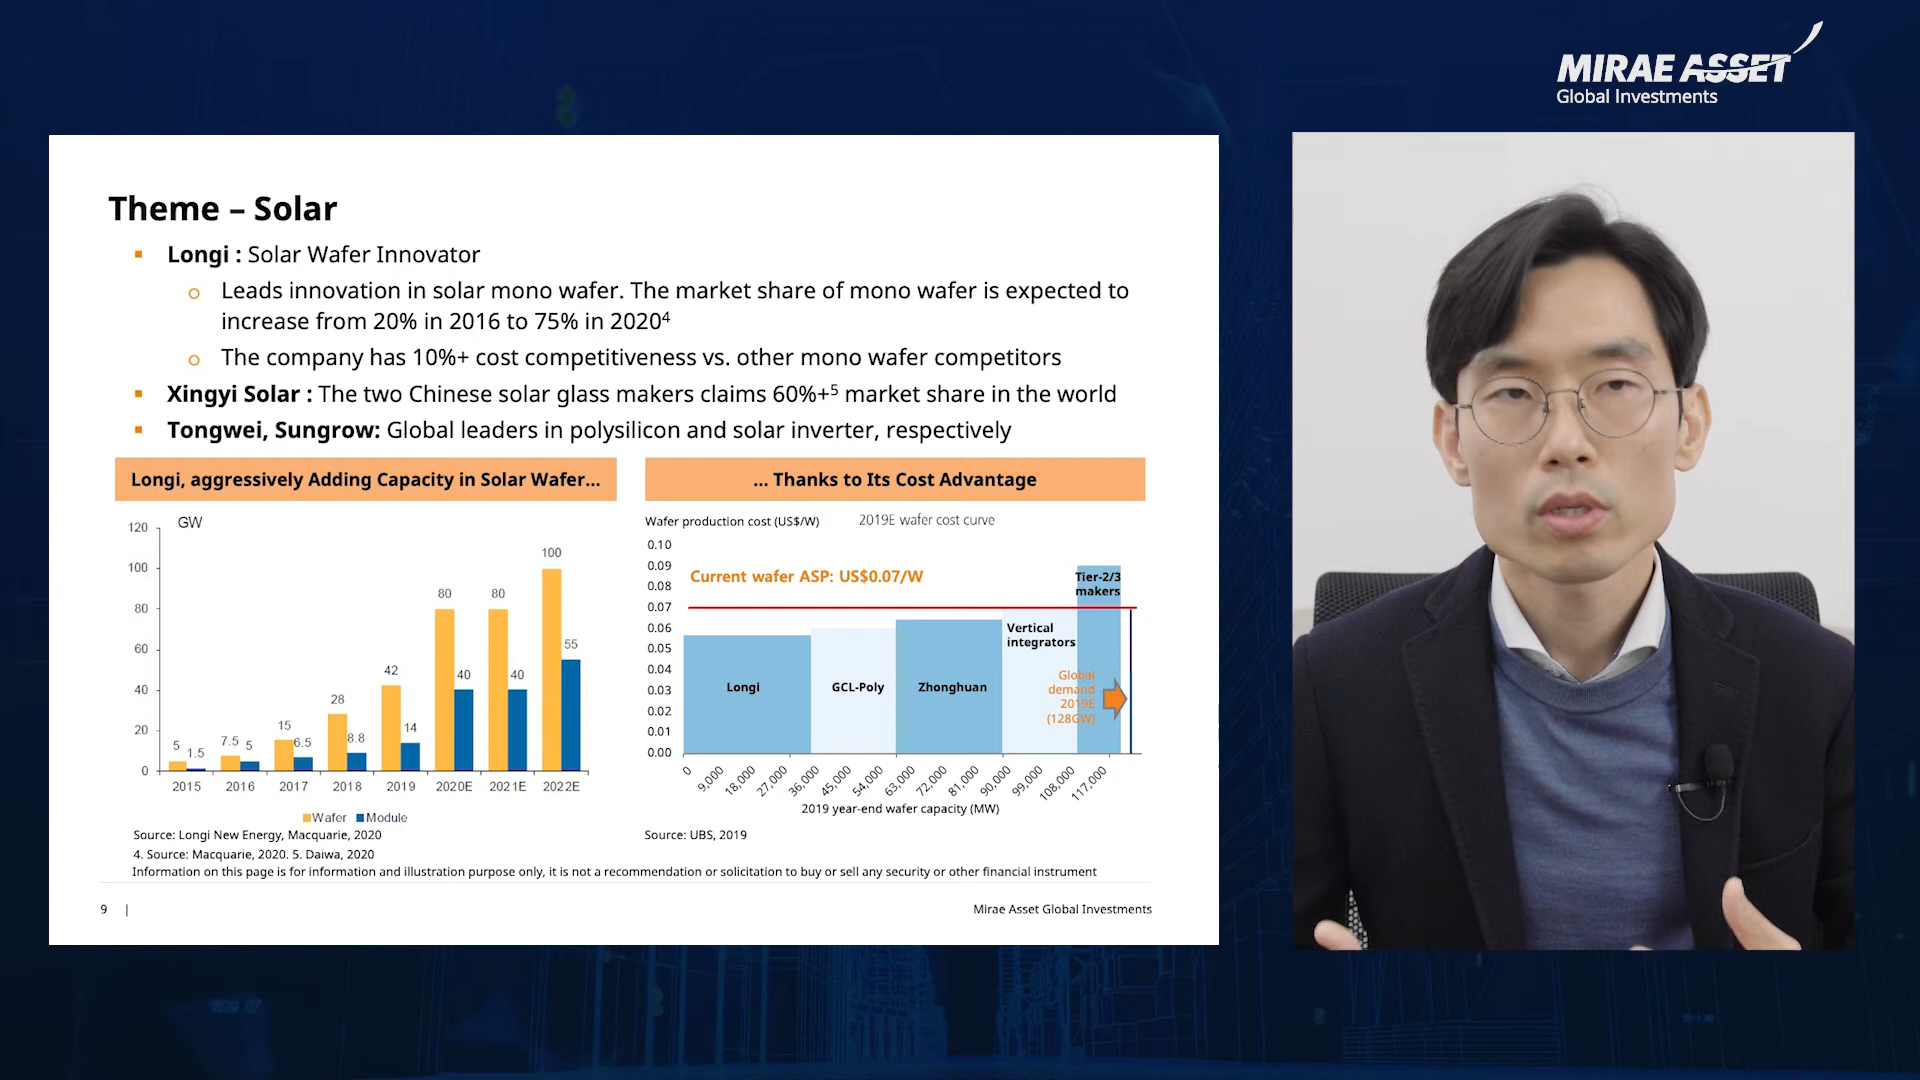 MIRAE ASSET
Global Investments
Theme – Solar
▪ Longi : Solar Wafer Innovator
o Leads innovation in solar mono wafer. The market share of mono wafer is expected to
increase from 20% in 2016 to 75% in 2020⁴
o The company has 10%+ cost competitiveness vs. other mono wafer competitors
▪ Xingyi Solar : The two Chinese solar glass makers claims 60%+⁵ market share in the world
▪ Tongwei, Sungrow: Global leaders in polysilicon and solar inverter, respectively
Longi, aggressively Adding Capacity in Solar Wafer...
GW
120
100
80
60
40
20
0
5 1.5
7.5 5
15 6.5
28 8.8
42 14
80 40
80 40
100 55
2015 2016 2017 2018 2019 2020E 2021E 2022E
Wafer Module
Source: Longi New Energy, Macquarie, 2020
... Thanks to Its Cost Advantage
Wafer production cost (US$/W) 2019E wafer cost curve
0.10
0.09
0.08
0.07
0.06
0.05
0.04
0.03
0.02
0.01
0.00
Current wafer ASP: US$0.07/W
Tier-2/3
makers
Vertical
integrators
Longi GCL-Poly Zhonghuan
Global
demand
2019E
(128GW)
0 9,000 18,000 27,000 36,000 45,000 54,000 63,000 72,000 81,000 90,000 99,000 108,000 117,000
2019 year-end wafer capacity (MW)
Source: UBS, 2019
4. Source: Macquarie, 2020. 5. Daiwa, 2020
Information on this page is for information and illustration purpose only, it is not a recommendation or solicitation to buy or sell any security or other financial instrument
9 |
Mirae Asset Global Investments